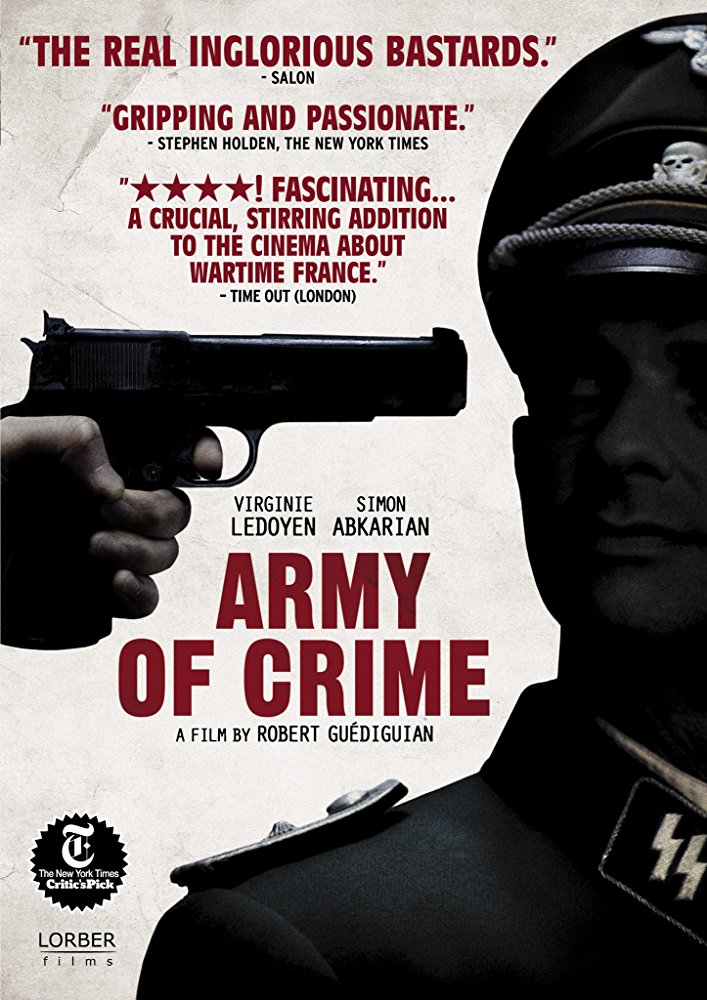 “THE REAL INGLORIOUS BASTARDS.”
- SALON
“GRIPPING AND PASSIONATE.”
- STEPHEN HOLDEN, THE NEW YORK TIMES
"★★★★! FASCINATING...
A CRUCIAL, STIRRING ADDITION
TO THE CINEMA ABOUT
WARTIME FRANCE.”
- TIME OUT (LONDON)
VIRGINIE LEDOYEN
SIMON ABKARIAN
ARMY
OF CRIME
A FILM BY ROBERT GUÉDIGUIAN
T
The New York Times
Critic'sPick
LORBER
films